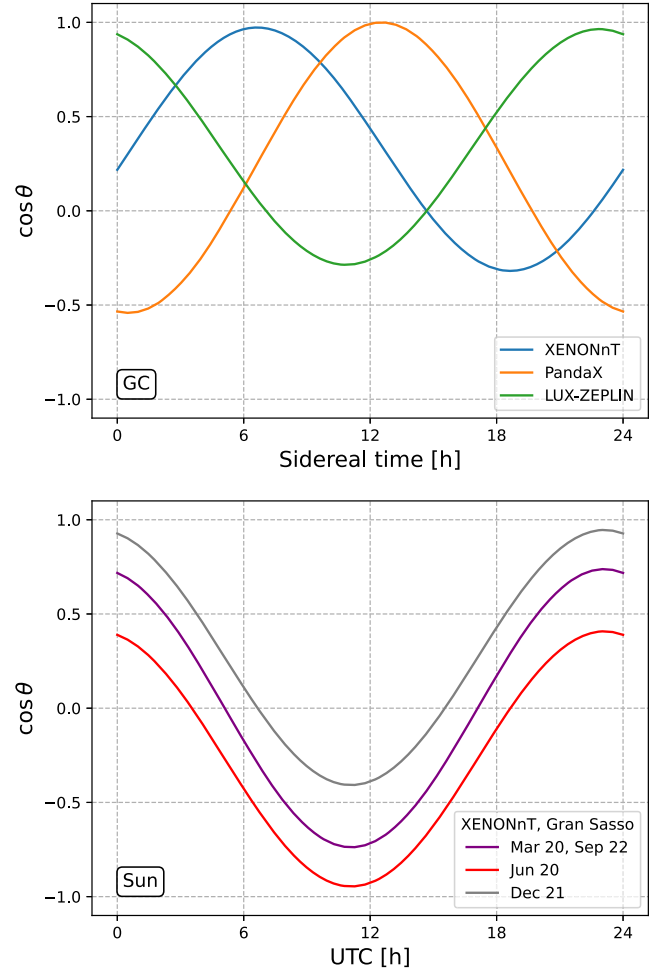 1.0
0.5
0.0
−0.5
−1.0
cos θ
GC
XENONnT
PandaX
LUX-ZEPLIN
0 6 12 18 24
Sidereal time [h]
1.0
0.5
0.0
−0.5
−1.0
cos θ
Sun
XENONnT, Gran Sasso
Mar 20, Sep 22
Jun 20
Dec 21
0 6 12 18 24
UTC [h]